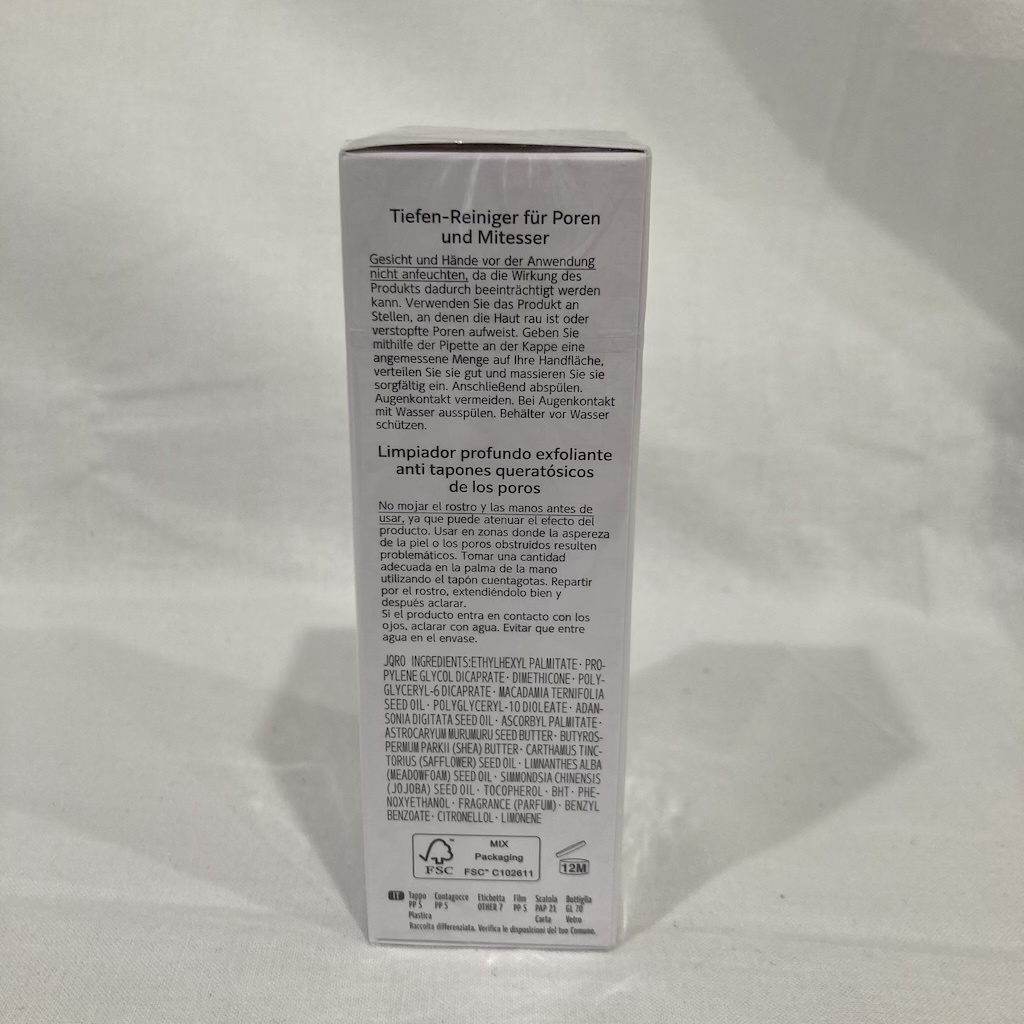 Tiefen-Reiniger für Poren
und Mitesser
Gesicht und Hände vor der Anwendung
nicht anfeuchten, da die Wirkung des
Produkts dadurch beeinträchtigt werden
kann. Verwenden Sie das Produkt an
Stellen, an denen die Haut rau ist oder
verstopfte Poren aufweist. Geben Sie
mithilfe der Pipette an der Kappe eine
angemessene Menge auf Ihre Handfläche,
verteilen Sie sie gut und massieren Sie sie
sorgfältig ein. Anschließend abspülen.
Augenkontakt vermeiden. Bei Augenkontakt
mit Wasser ausspülen. Behälter vor Wasser
schützen.
Limpiador profundo exfoliante
anti tapones queratósicos
de los poros
No mojar el rostro y las manos antes de
usar, ya que puede atenuar el efecto del
producto. Usar en zonas donde la aspereza
de la piel o los poros obstruidos resulten
problemáticos. Tomar una cantidad
adecuada en la palma de la mano
utilizando el tapón cuentagotas. Repartir
por el rostro, extendiéndolo bien y
después aclarar.
Si el producto entra en contacto con los
ojos, aclarar con agua. Evitar que entre
agua en el envase.
JQRO INGREDIENTS:ETHYLHEXYL PALMITATE · PRO-
PYLENE GLYCOL DICAPRATE · DIMETHICONE · POLY-
GLYCERYL-6 DICAPRATE · MACADAMIA TERNIFOLIA
SEED OIL · POLYGLYCERYL-10 DIOLEATE · ADAN-
SONIA DIGITATA SEED OIL · ASCORBYL PALMITATE ·
ASTROCARYUM MURUMURU SEED BUTTER · BUTYROS-
PERMUM PARKII (SHEA) BUTTER · CARTHAMUS TINC-
TORIUS (SAFFLOWER) SEED OIL · LIMNANTHES ALBA
(MEADOWFOAM) SEED OIL · SIMMONDSIA CHINENSIS
(JOJOBA) SEED OIL · TOCOPHEROL · BHT · PHE-
NOXYETHANOL · FRAGRANCE (PARFUM) · BENZYL
BENZOATE · CITRONELLOL · LIMONENE
FSC™
MIX
Packaging
FSC™ C102611
12M
IT Tappo Contagocce Etichetta Film Scatola Bottiglia
PP 5 PP 5 OTHER 7 PP 5 PAP 21 GL 70
Plastica Carta Vetro
Raccolta differenziata. Verifica le disposizioni del tuo Comune.